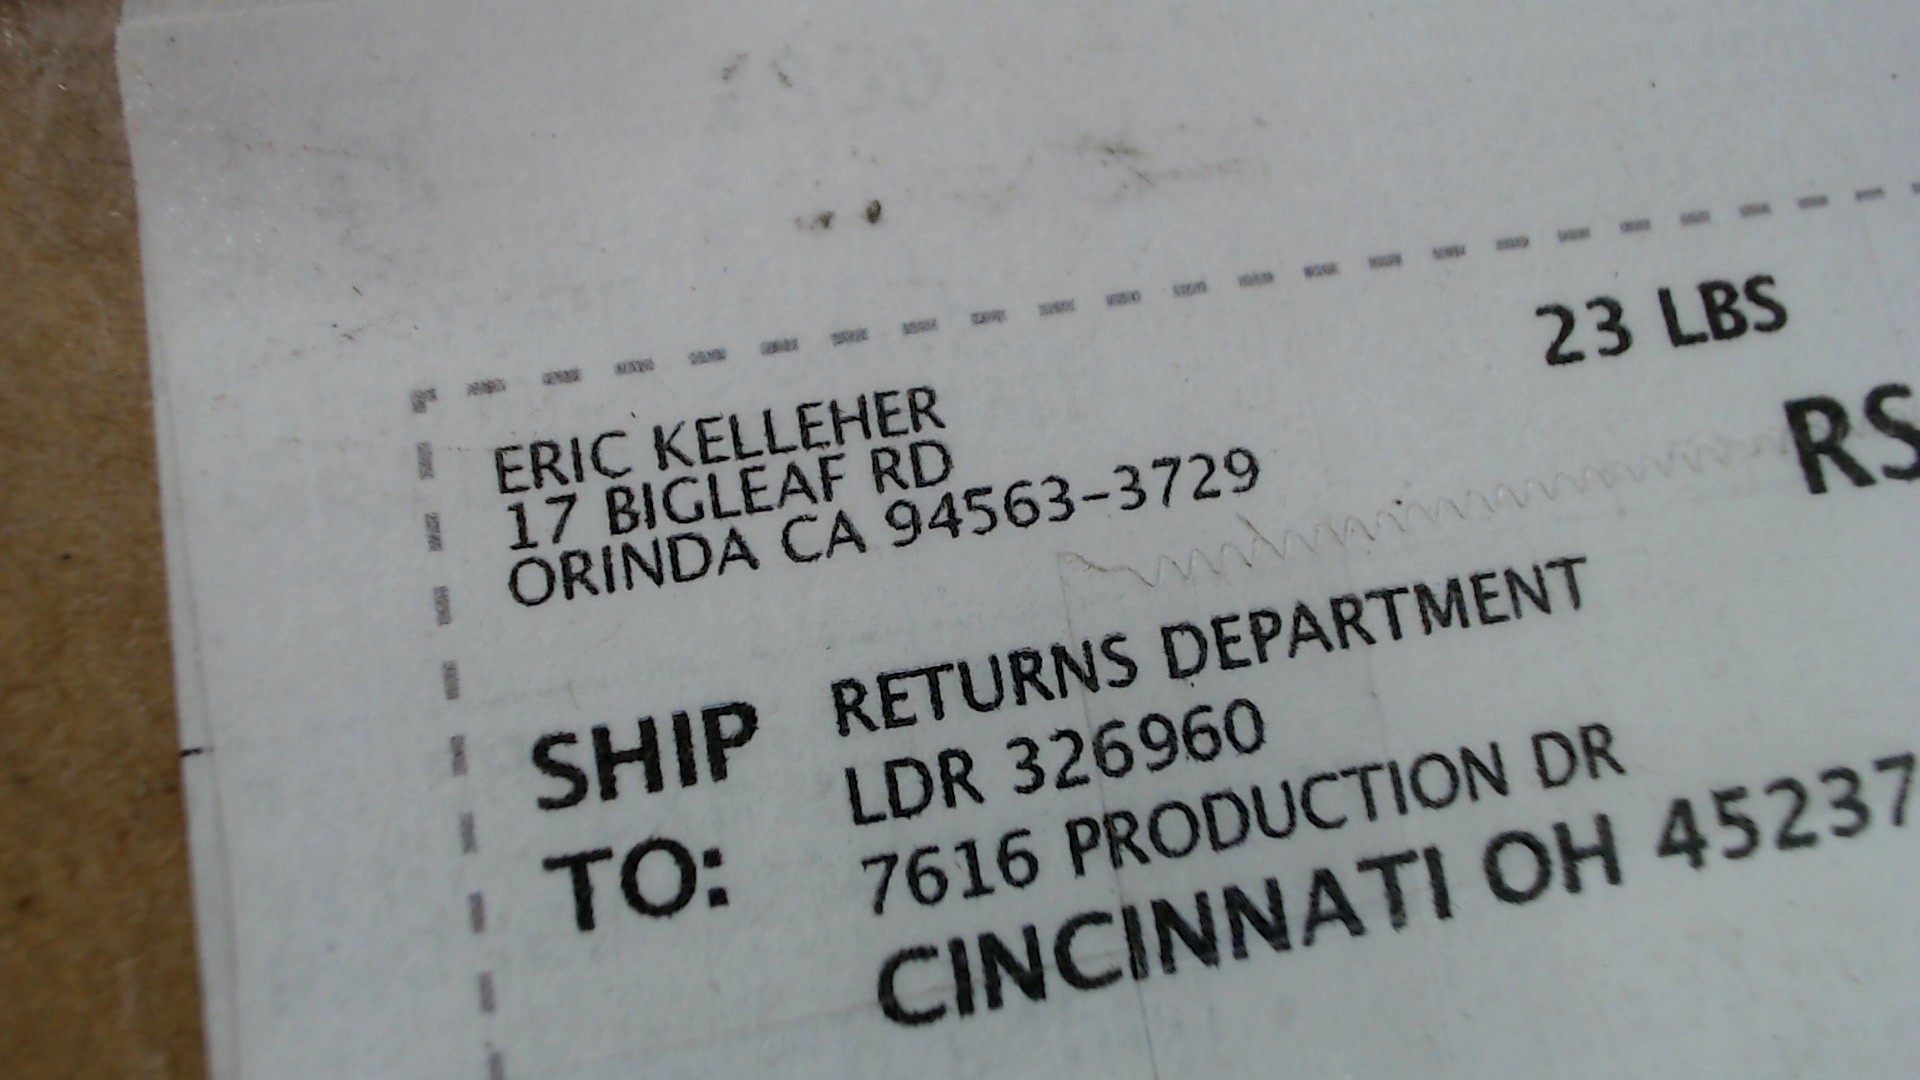 23 LBS
RS
ERIC KELLEHER
17 BIGLEAF RD
ORINDA CA 94563-3729
SHIP TO:
RETURNS DEPARTMENT
LDR 326960
7616 PRODUCTION DR
CINCINNATI OH 45237